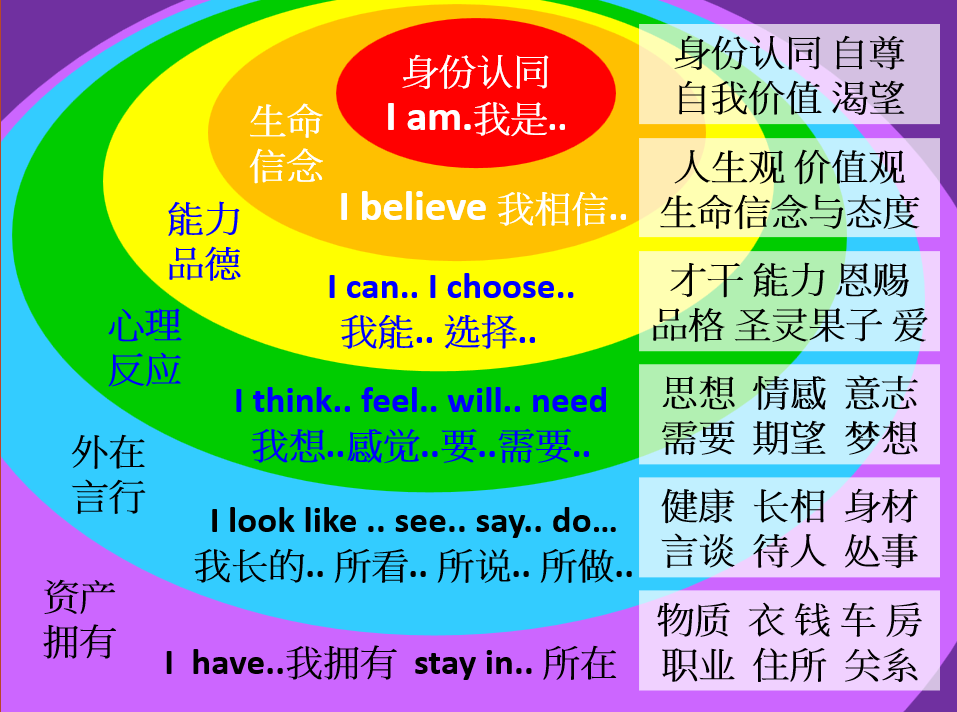 身份认同
I am.我是..
生命
信念
I believe 我相信..
能力
品德
I can.. I choose..
我能.. 选择..
心理
反应
I think.. feel.. will.. need
我想..感觉..要..需要..
外在
言行
I look like .. see.. say.. do…
我长的.. 所看.. 所说.. 所做..
资产
拥有
I have..我拥有 stay in.. 所在
身份认同 自尊
自我价值 渴望
人生观 价值观
生命信念与态度
才干 能力 恩赐
品格 圣灵果子 爱
思想 情感 意志
需要 期望 梦想
健康 长相 身材
言谈 待人 处事
物质 衣 钱 车 房
职业 住所 关系